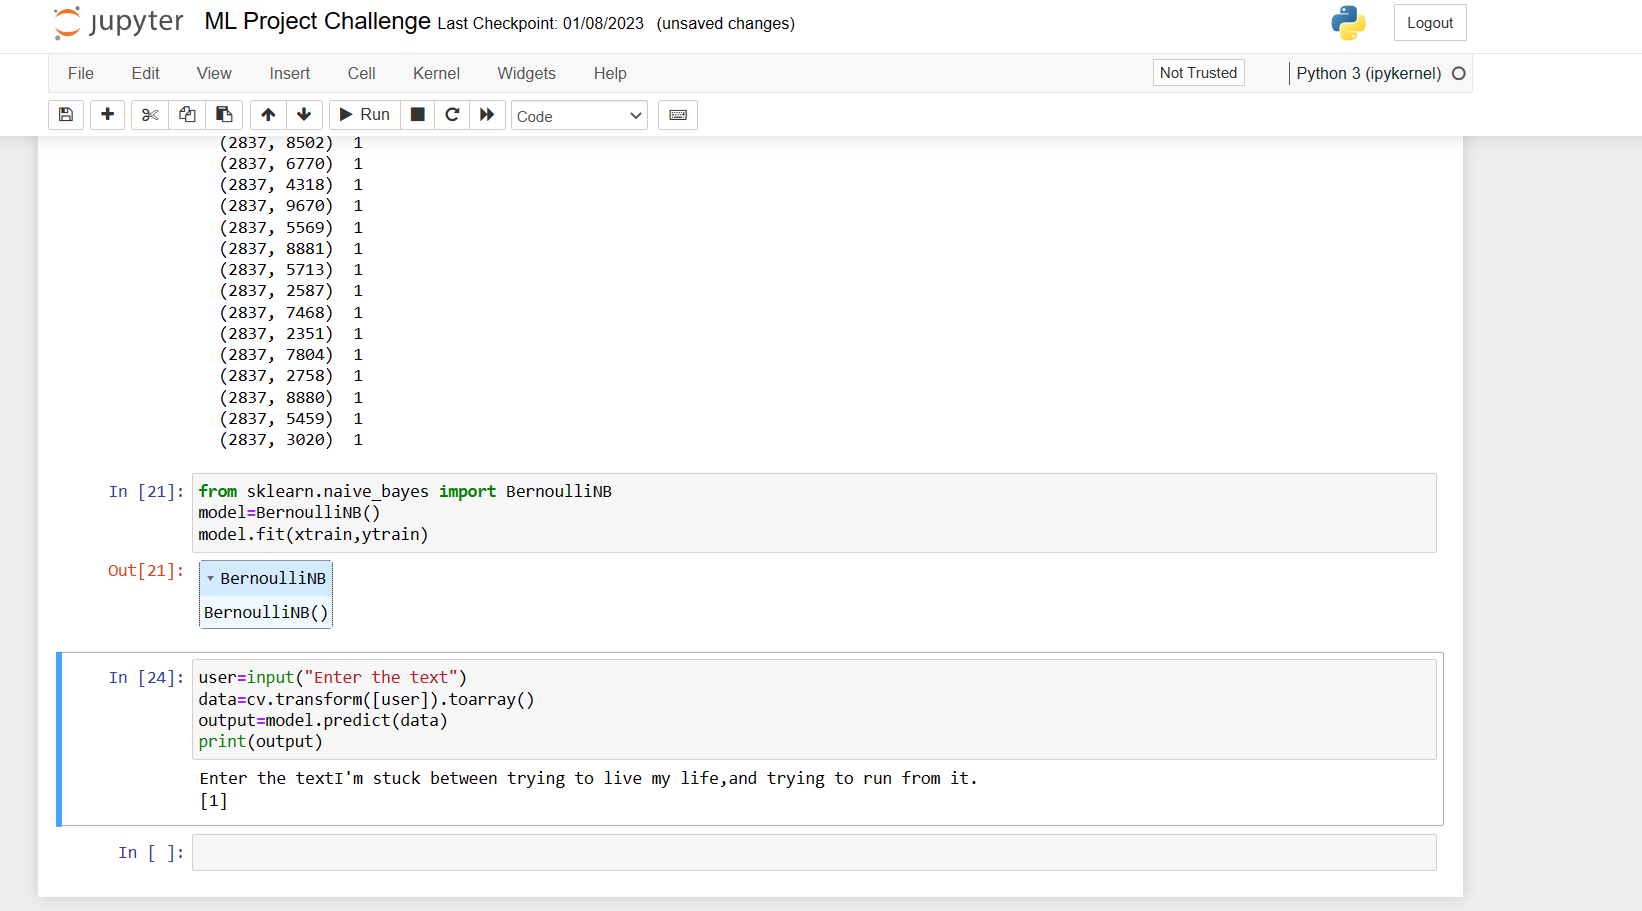 jupyter ML Project Challenge Last Checkpoint: 01/08/2023 (unsaved changes) Logout
File Edit View Insert Cell Kernel Widgets Help Not Trusted Python 3 (ipykernel)
Run Code
(2837, 8502) 1
(2837, 6770) 1
(2837, 4318) 1
(2837, 9670) 1
(2837, 5569) 1
(2837, 8881) 1
(2837, 5713) 1
(2837, 2587) 1
(2837, 7468) 1
(2837, 2351) 1
(2837, 7804) 1
(2837, 2758) 1
(2837, 8880) 1
(2837, 5459) 1
(2837, 3020) 1
In [21]: from sklearn.naive_bayes import BernoulliNB
model=BernoulliNB()
model.fit(xtrain,ytrain)
Out[21]: BernoulliNB
BernoulliNB()
In [24]: user=input("Enter the text")
data=cv.transform([user]).toarray()
output=model.predict(data)
print(output)
Enter the textI'm stuck between trying to live my life,and trying to run from it.
[1]
In [ ]: